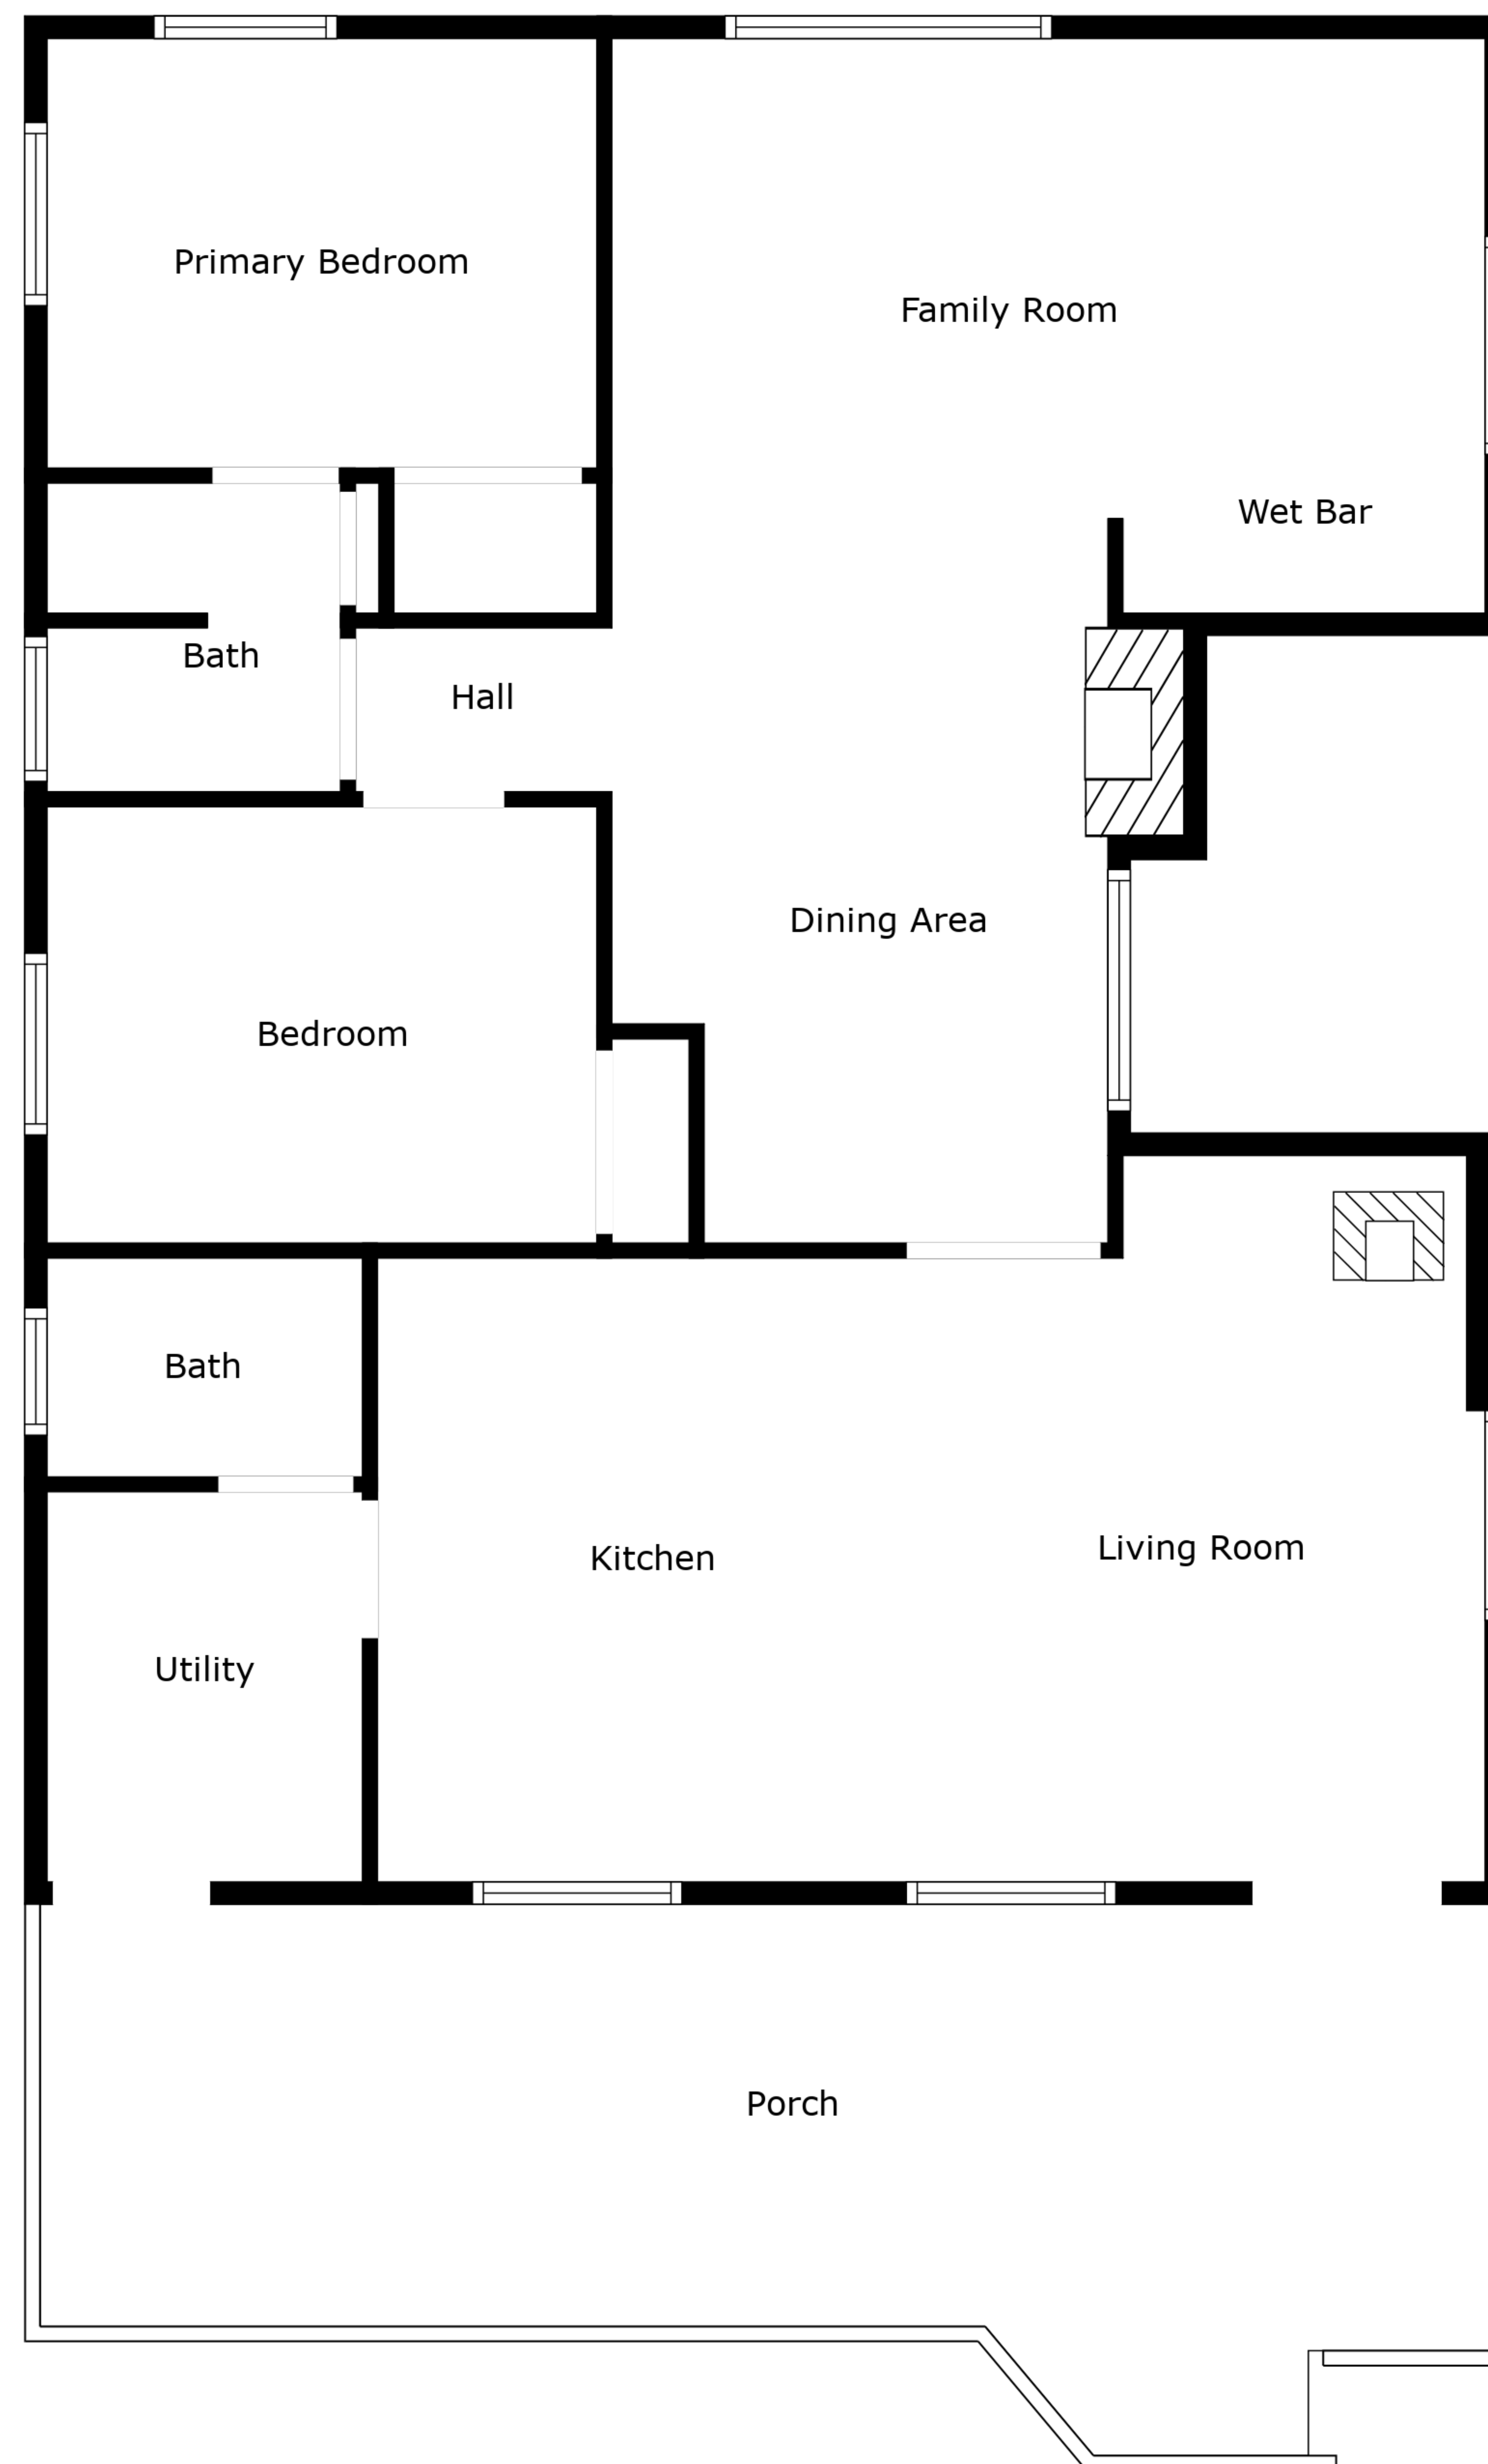 Primary Bedroom
Family Room
Wet Bar
Bath
Hall
Dining Area
Bedroom
Bath
Kitchen
Living Room
Utility
Porch